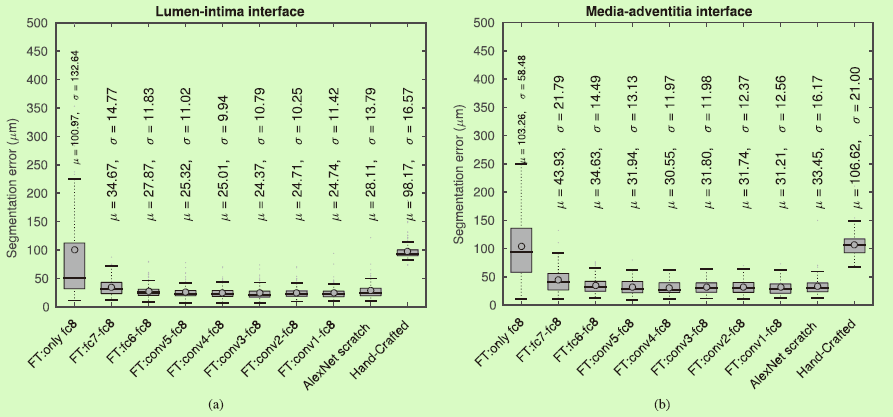 Lumen-intima interface
Segmentation error (μm)
500
450
400
350
300
250
200
150
100
50
0
μ = 100.97, σ = 132.64
μ = 34.67, σ = 14.77
μ = 27.87, σ = 11.83
μ = 25.32, σ = 11.02
μ = 25.01, σ = 9.94
μ = 24.37, σ = 10.79
μ = 24.71, σ = 10.25
μ = 24.74, σ = 11.42
μ = 28.11, σ = 13.79
μ = 98.17, σ = 16.57
FT:only fc8
FT:fc7-fc8
FT:fc6-fc8
FT:conv5-fc8
FT:conv4-fc8
FT:conv3-fc8
FT:conv2-fc8
FT:conv1-fc8
AlexNet scratch
Hand-Crafted
(a)
Media-adventitia interface
Segmentation error (μm)
500
450
400
350
300
250
200
150
100
50
0
μ = 103.26, σ = 58.48
μ = 43.93, σ = 21.79
μ = 34.63, σ = 14.49
μ = 31.94, σ = 13.13
μ = 30.55, σ = 11.97
μ = 31.80, σ = 11.98
μ = 31.74, σ = 12.37
μ = 31.21, σ = 12.56
μ = 33.45, σ = 16.17
μ = 106.62, σ = 21.00
FT:only fc8
FT:fc7-fc8
FT:fc6-fc8
FT:conv5-fc8
FT:conv4-fc8
FT:conv3-fc8
FT:conv2-fc8
FT:conv1-fc8
AlexNet scratch
Hand-Crafted
(b)